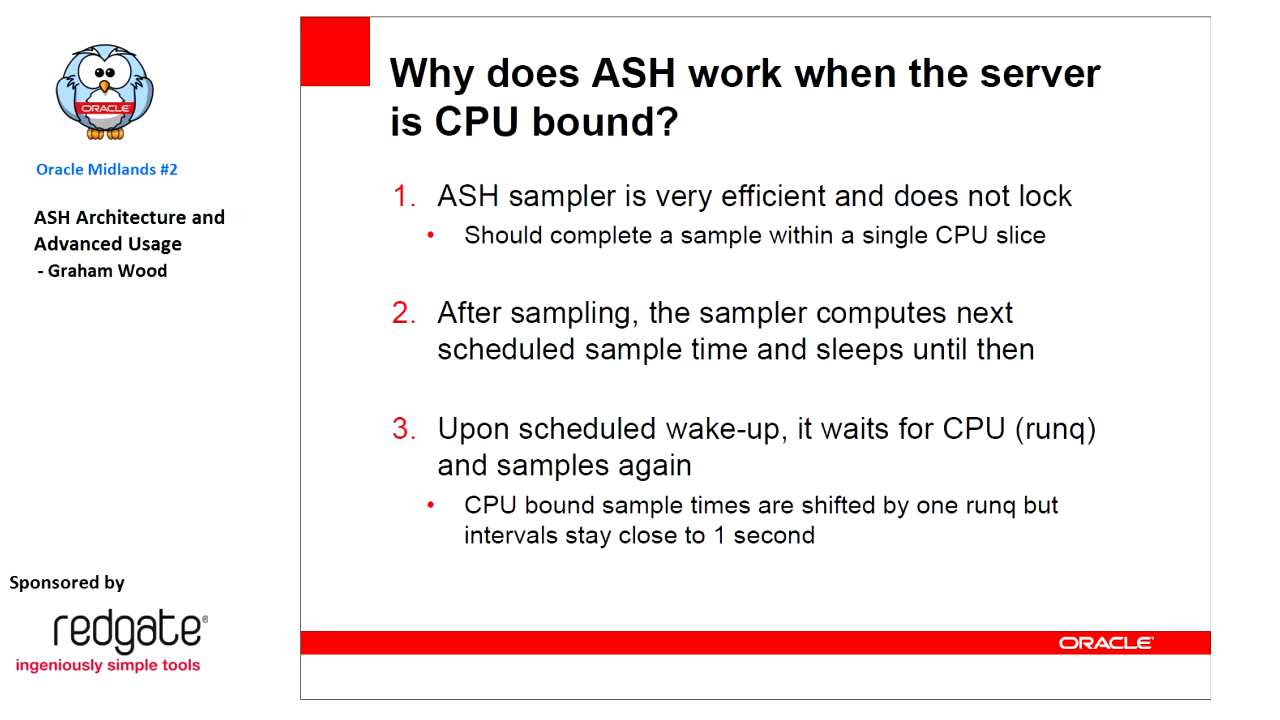 ORACLE
Oracle Midlands #2
ASH Architecture and
Advanced Usage
- Graham Wood
Sponsored by
redgate®
ingeniously simple tools
Why does ASH work when the server
is CPU bound?
1. ASH sampler is very efficient and does not lock
• Should complete a sample within a single CPU slice
2. After sampling, the sampler computes next
scheduled sample time and sleeps until then
3. Upon scheduled wake-up, it waits for CPU (runq)
and samples again
• CPU bound sample times are shifted by one runq but
intervals stay close to 1 second
ORACLE